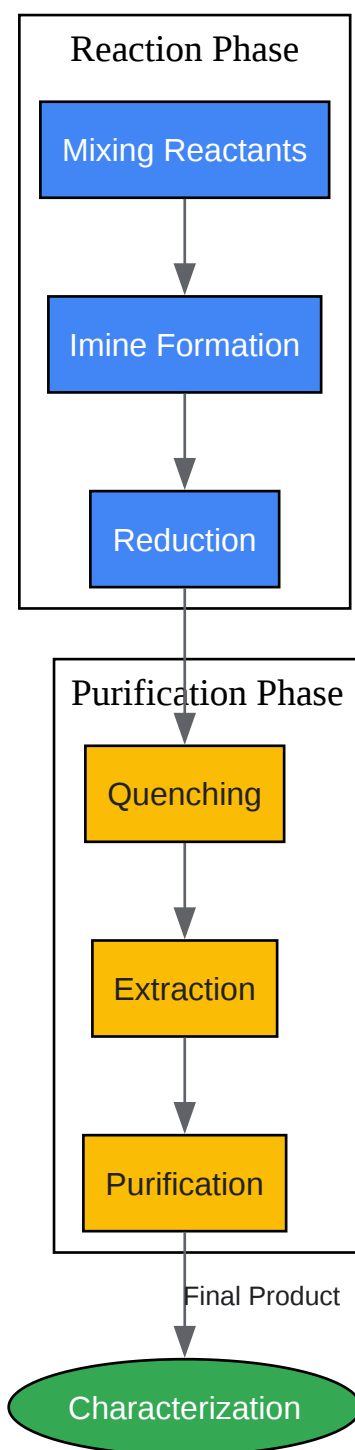 Reaction Phase
Mixing Reactants
Imine Formation
Reduction
Purification Phase
Quenching
Extraction
Purification
Final Product
Characterization